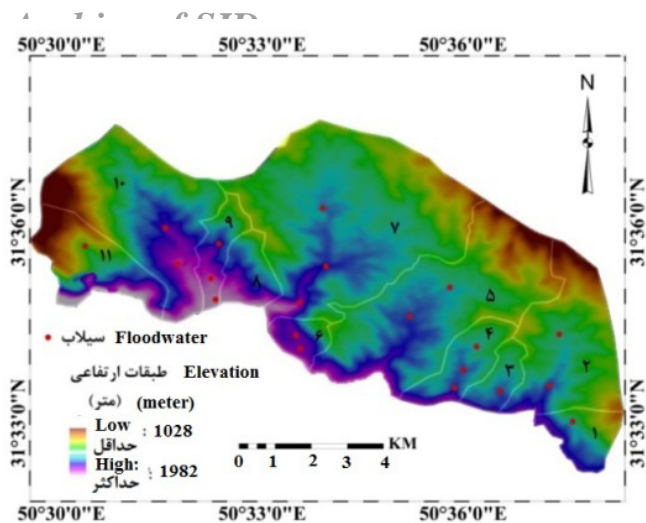 Archive of SID
50°30'0"E 50°33'0"E 50°36'0"E
N
31°36'0"N 31°36'0"N
۱۰
۹
۷
۱۱
۸
۵
۶
۴
۳
۲
۱
سیلاب Floodwater
طبقات ارتفاعی Elevation
(متر) (meter)
Low : 1028
حداقل
High: : 1982
حداکثر
KM
0 1 2 3 4
31°33'0"N 31°33'0"N
50°30'0"E 50°33'0"E 50°36'0"E